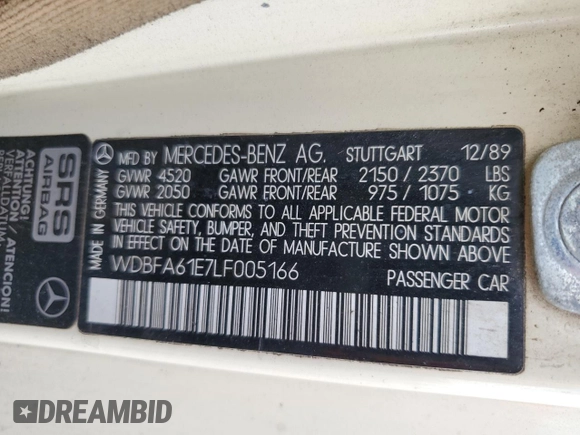 MFD. BY MERCEDES-BENZ AG. STUTTGART 12/89
GVWR 4520 GAWR FRONT/REAR 2150 / 2370 LBS
GVWR 2050 GAWR FRONT/REAR 975 / 1075 KG
THIS VEHICLE CONFORMS TO ALL APPLICABLE FEDERAL MOTOR
VEHICLE SAFETY, BUMPER, AND THEFT PREVENTION STANDARDS
IN EFFECT ON THE DATE OF MANUFACTURE SHOWN ABOVE
WDBFA61E7LF005166 PASSENGER CAR
MADE IN GERMANY
SRS
AIRBAG
ACHTUNG!
/ ATENCION!
DREAMBID